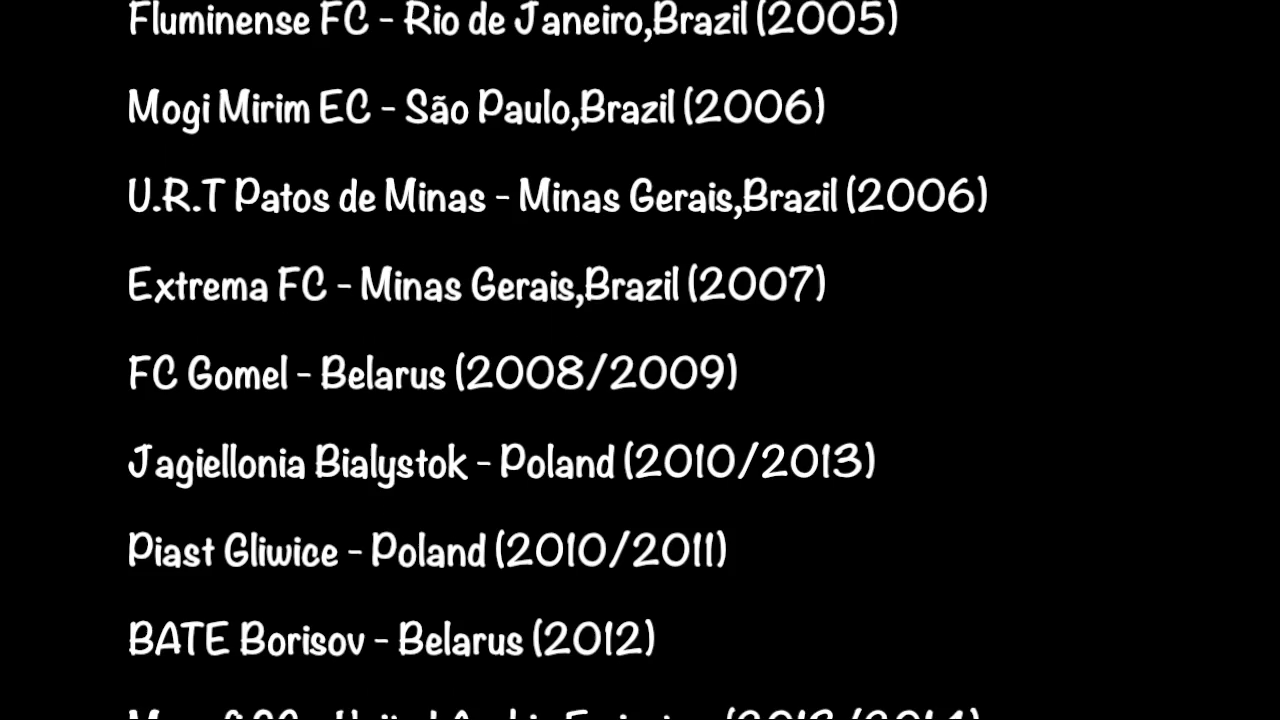 Fluminense FC - Rio de Janeiro,Brazil (2005)
Mogi Mirim EC - São Paulo,Brazil (2006)
U.R.T Patos de Minas - Minas Gerais,Brazil (2006)
Extrema FC - Minas Gerais,Brazil (2007)
FC Gomel - Belarus (2008/2009)
Jagiellonia Bialystok - Poland (2010/2013)
Piast Gliwice - Poland (2010/2011)
BATE Borisov - Belarus (2012)